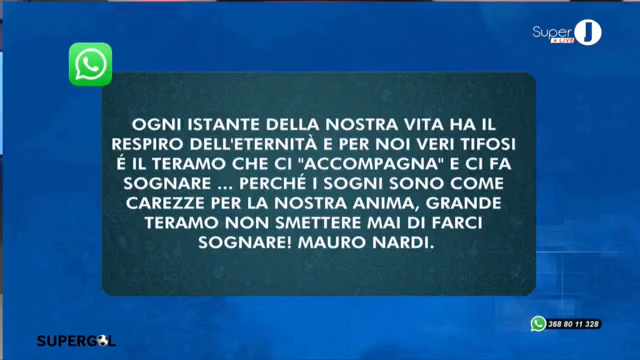 Super J
LIVE
OGNI ISTANTE DELLA NOSTRA VITA HA IL
RESPIRO DELL'ETERNITÀ E PER NOI VERI TIFOSI
É IL TERAMO CHE CI "ACCOMPAGNA" E CI FA
SOGNARE ... PERCHÉ I SOGNI SONO COME
CAREZZE PER LA NOSTRA ANIMA, GRANDE
TERAMO NON SMETTERE MAI DI FARCI
SOGNARE! MAURO NARDI.
368 80 11 328
SUPERGOL